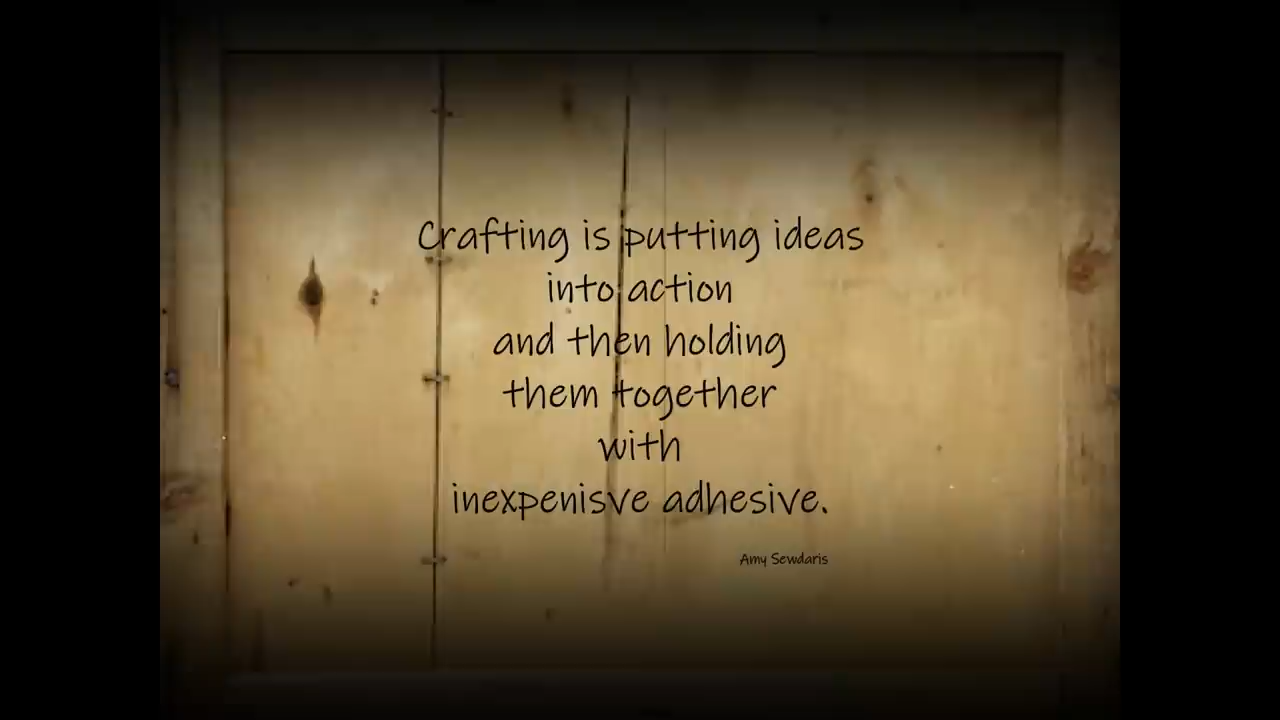 Crafting is putting ideas
into action
and then holding
them together
with
inexpenisve adhesive.
Amy Sewdaris